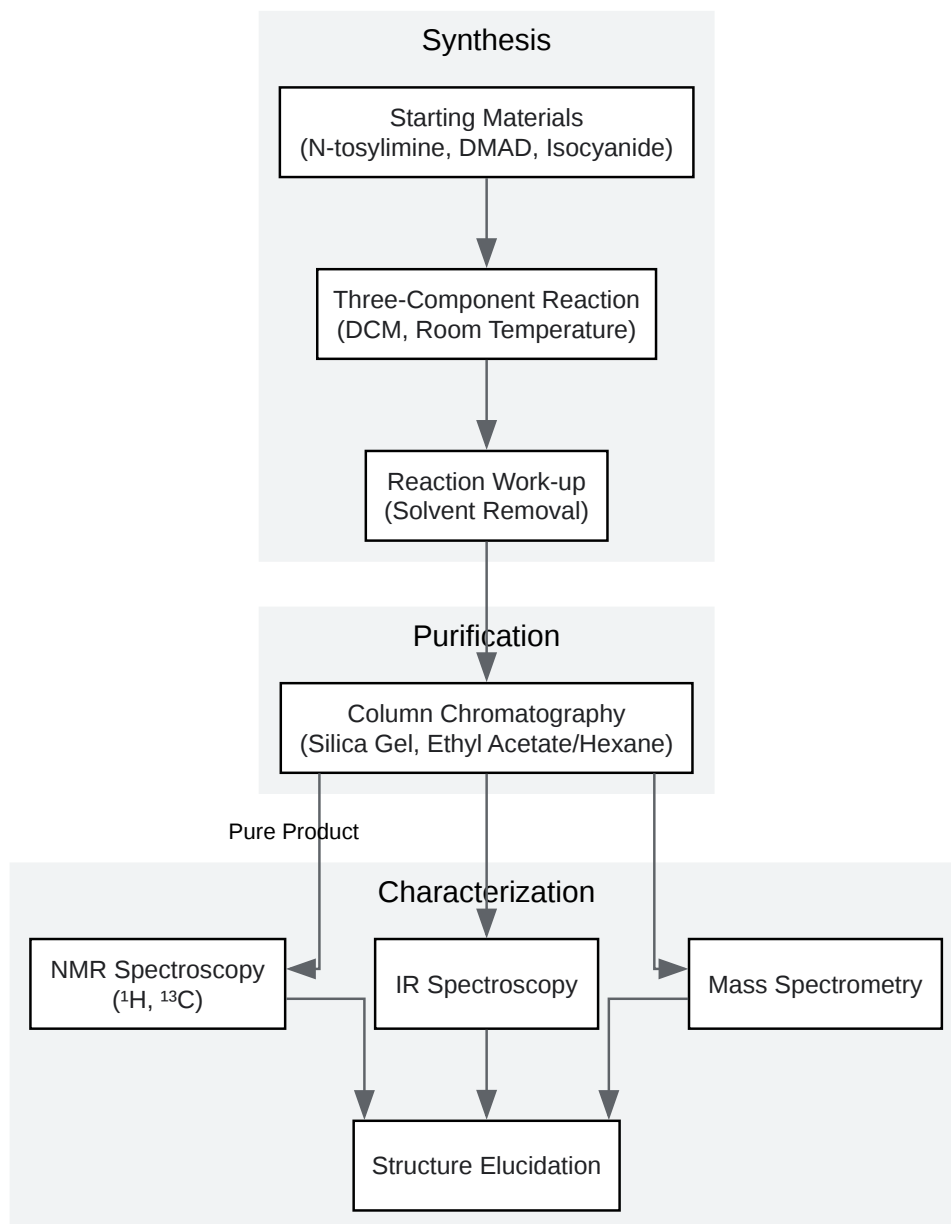 Synthesis
Starting Materials
(N-tosylimine, DMAD, Isocyanide)
Three-Component Reaction
(DCM, Room Temperature)
Reaction Work-up
(Solvent Removal)
Purification
Column Chromatography
(Silica Gel, Ethyl Acetate/Hexane)
Pure Product
Characterization
NMR Spectroscopy
(¹H, ¹³C)
IR Spectroscopy
Mass Spectrometry
Structure Elucidation